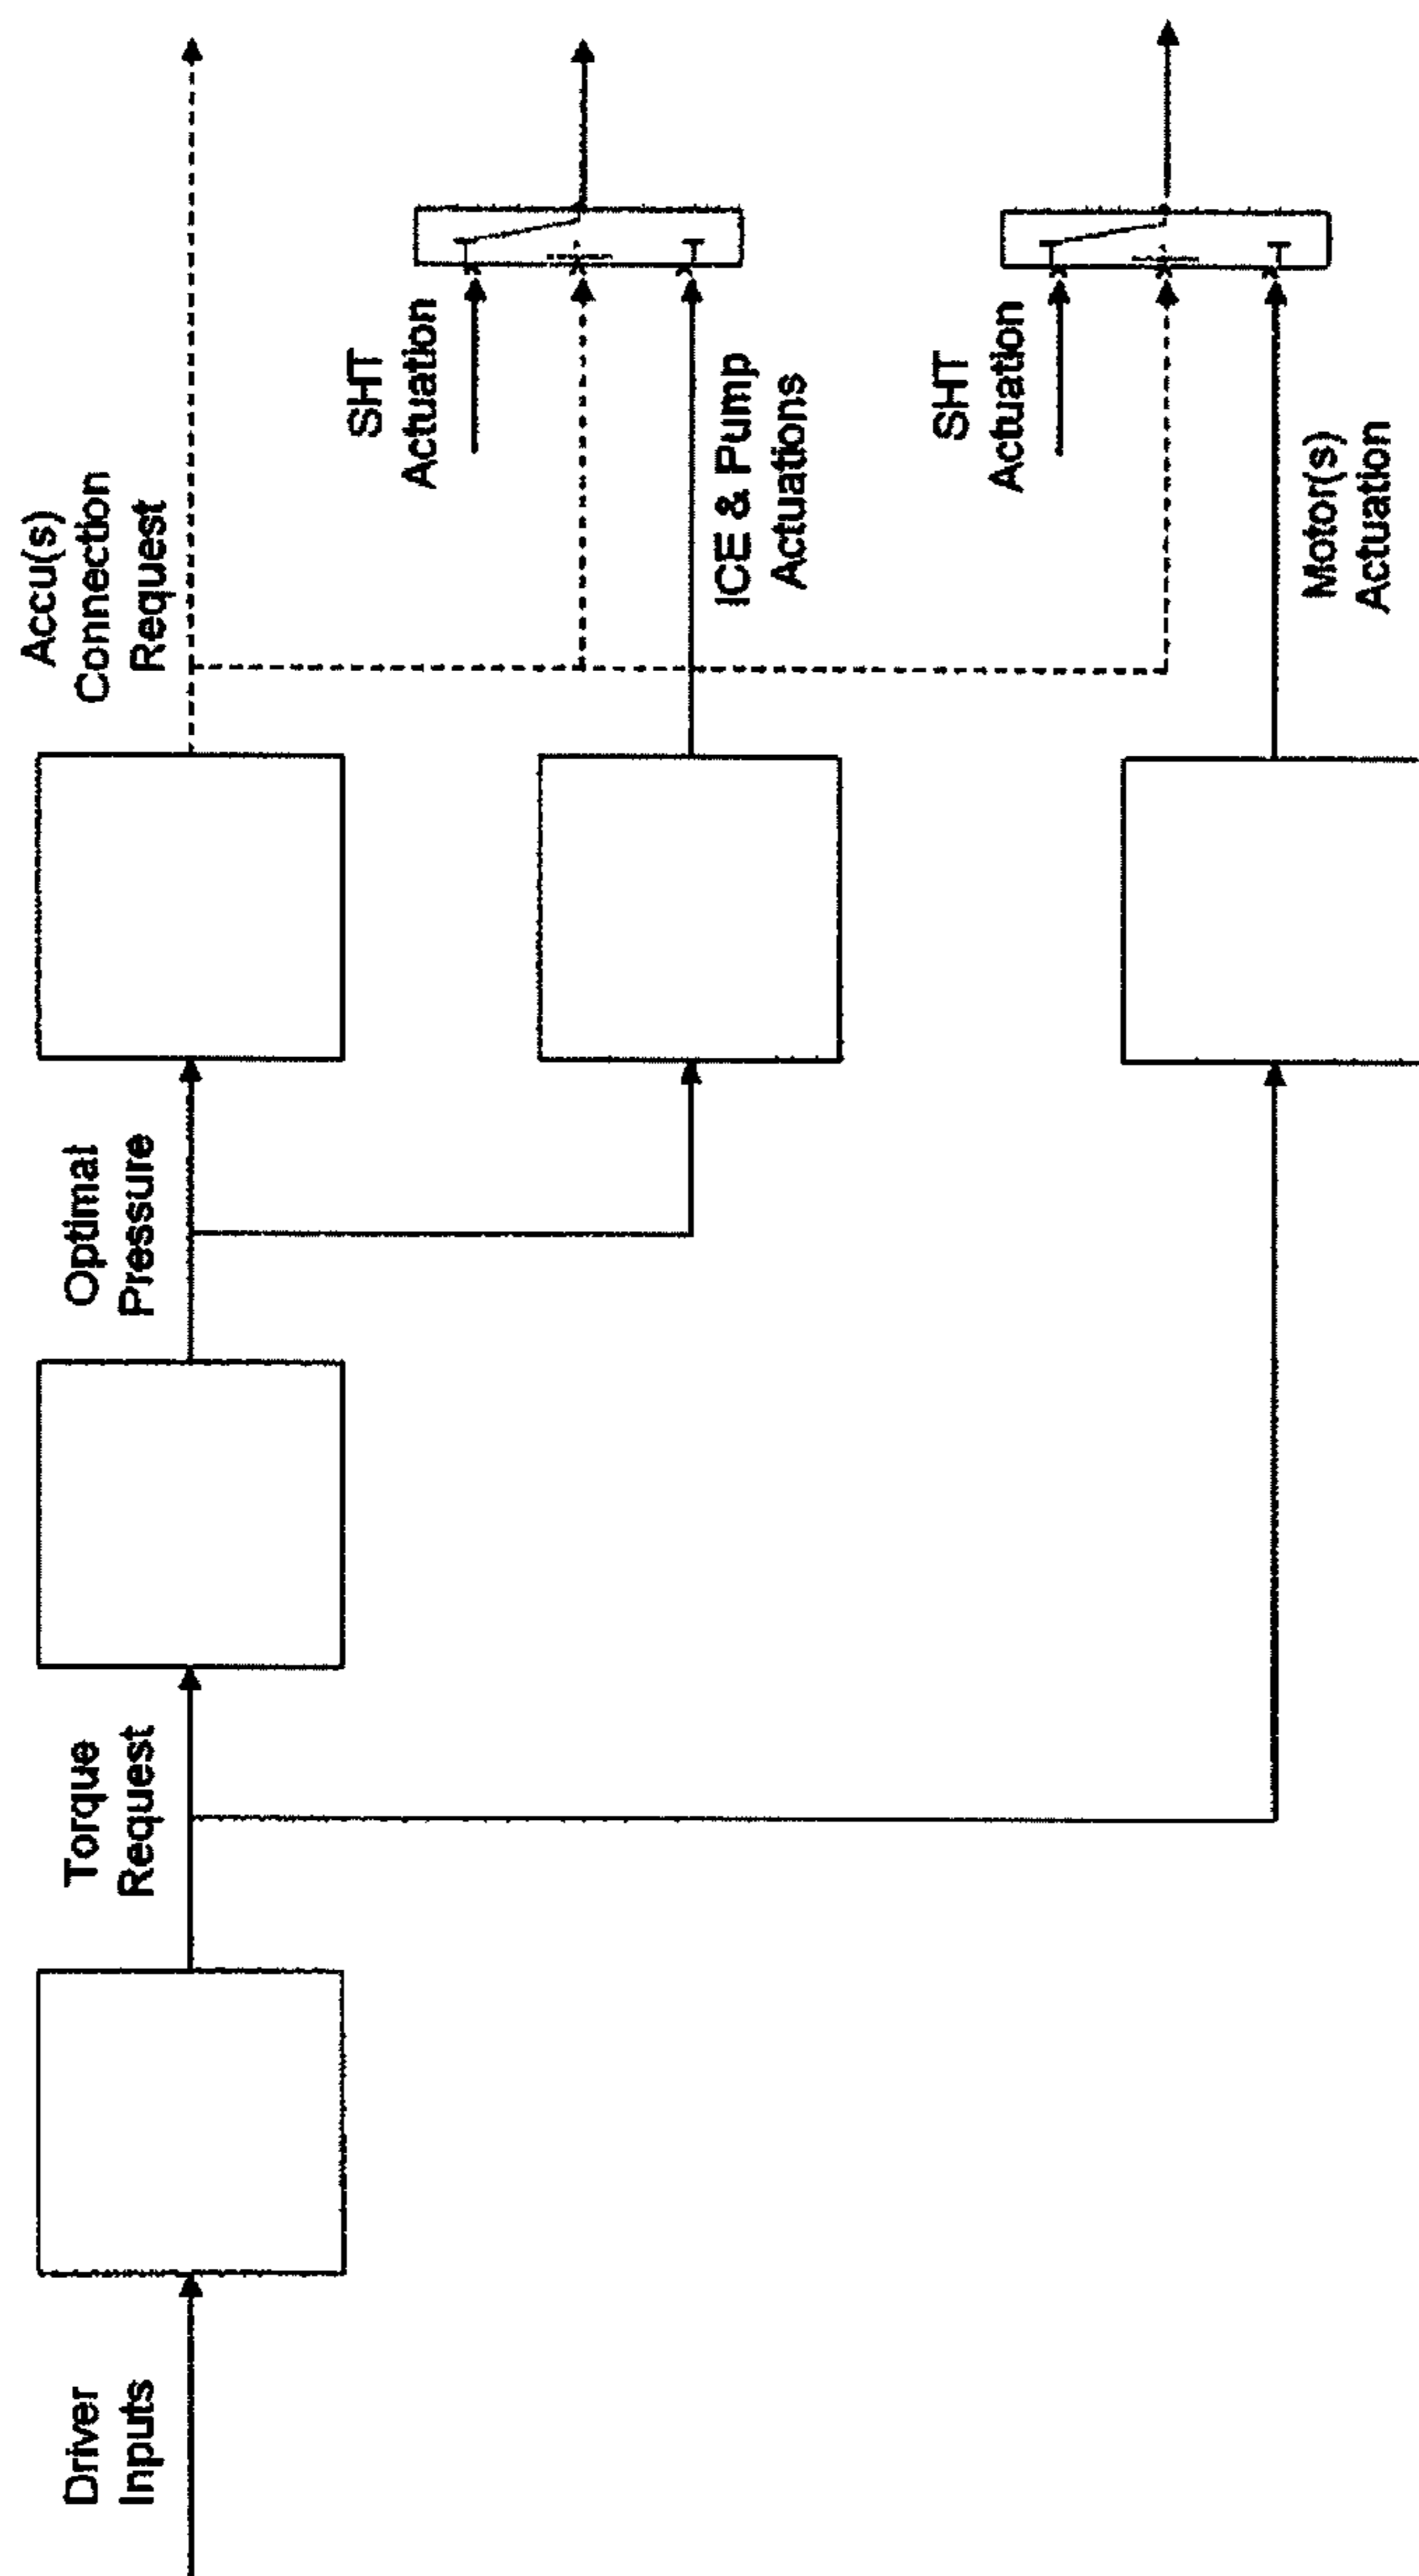 Driver
Inputs
Torque
Request
Optimal
Pressure
Accu(s)
Connection
Request
SHT
Actuation
ICE & Pump
Actuations
SHT
Actuation
Motor(s)
Actuation